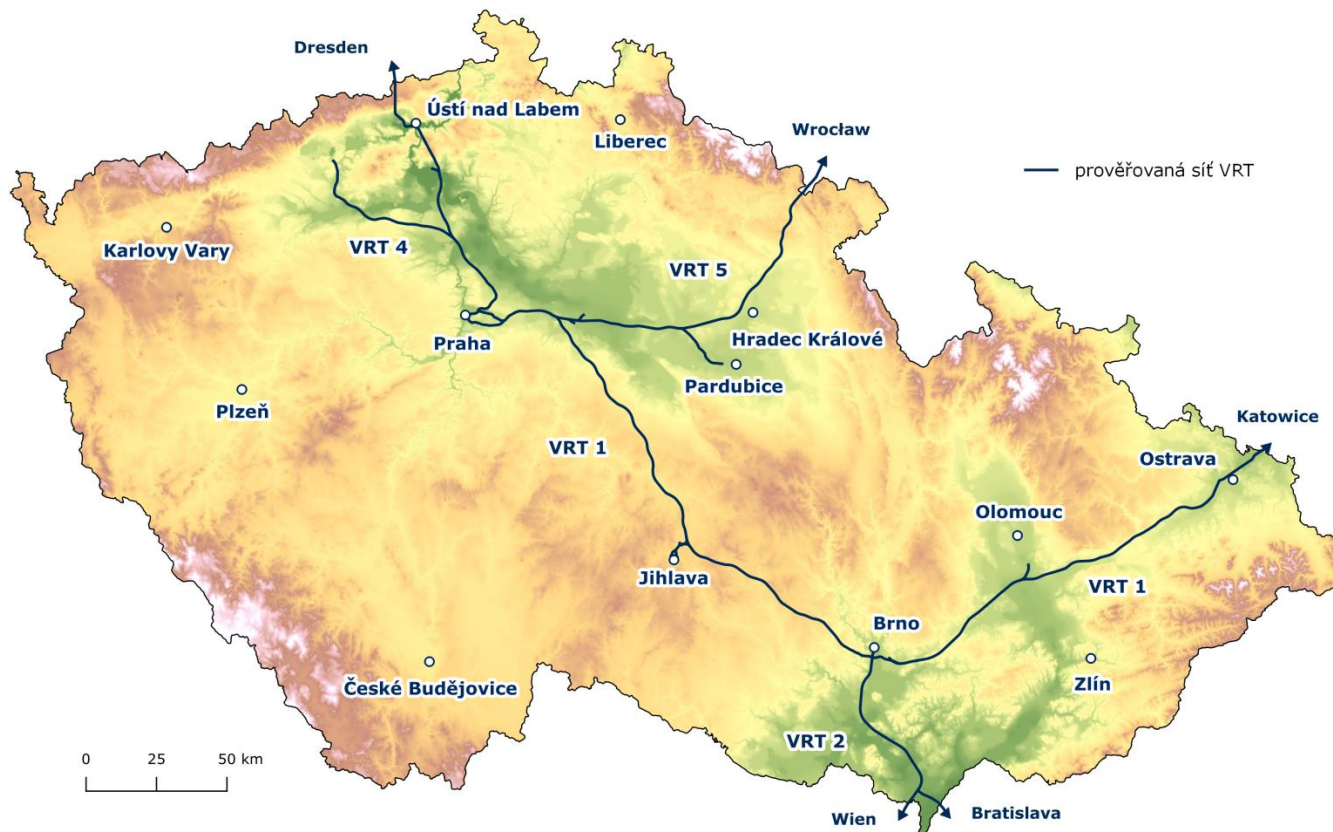 Dresden
Ústí nad Labem
Liberec
Wrocław
prověřovaná síť VRT
Karlovy Vary
VRT 4
VRT 5
Praha
Hradec Králové
Pardubice
Plzeň
VRT 1
Katowice
Ostrava
Olomouc
Jihlava
VRT 1
Brno
České Budějovice
Zlín
VRT 2
0 25 50 km
Wien
Bratislava